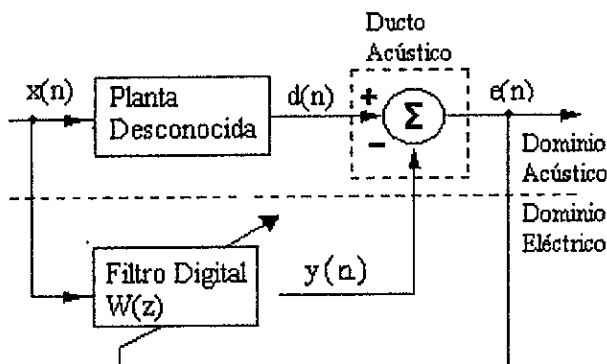 Ducto
Acústico
x(n)
Planta
Desconocida
d(n)
+
Σ
−
e(n)
Dominio
Acústico
Dominio
Eléctrico
Filtro Digital
W(z)
y(n)